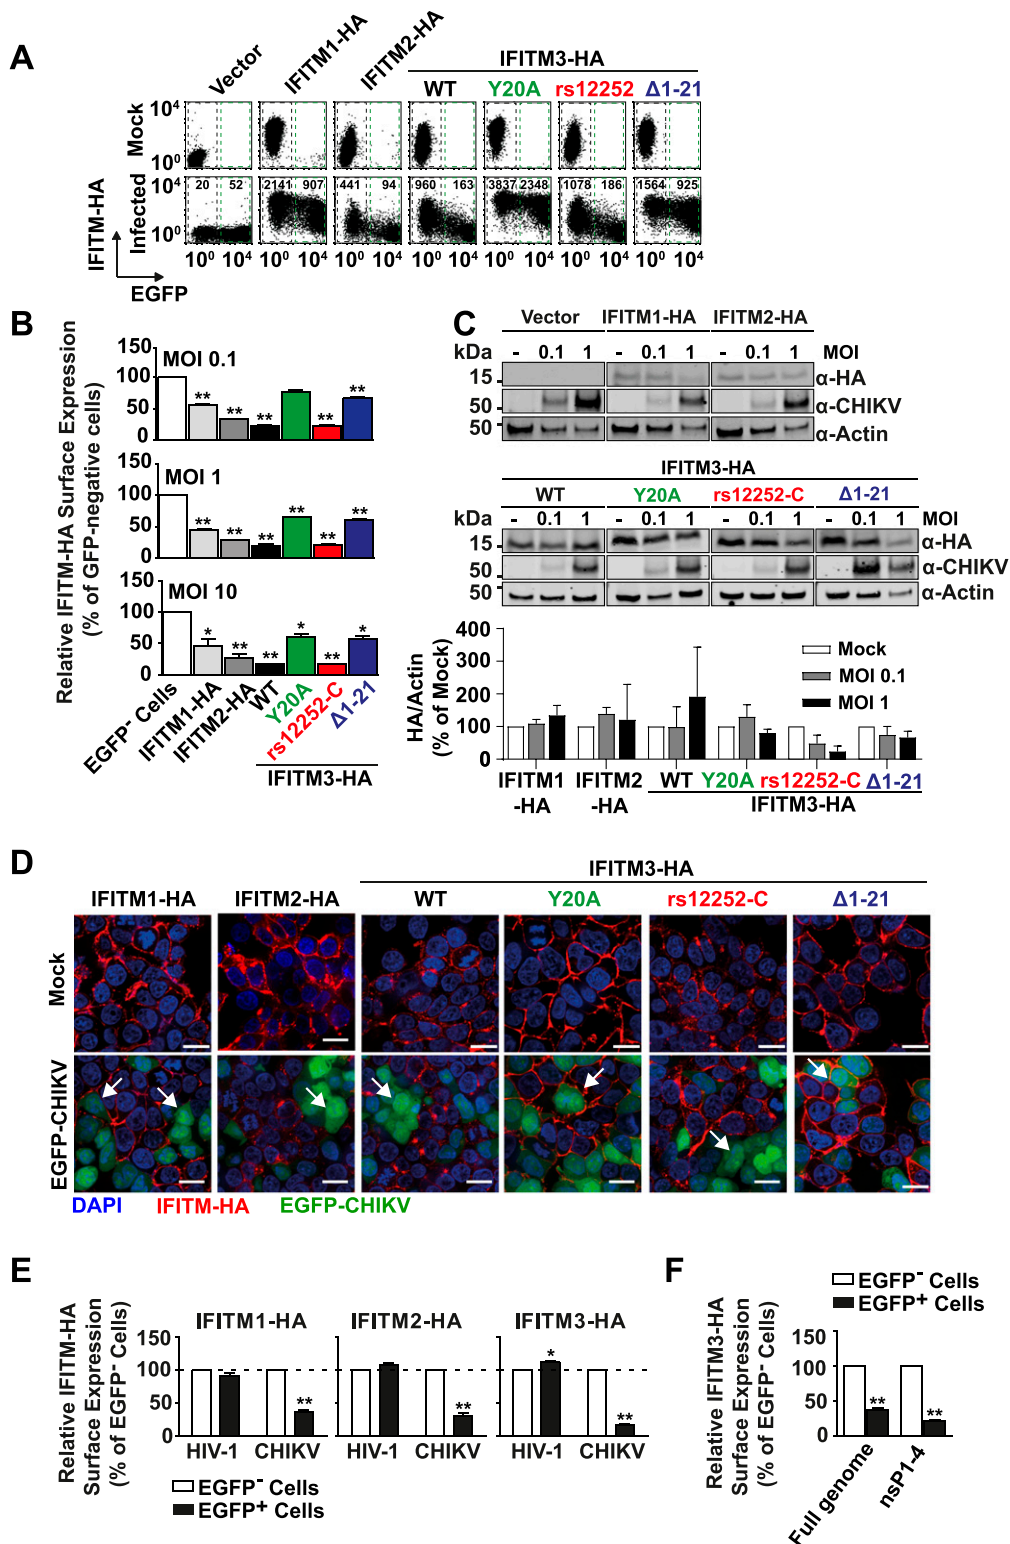 A
Vector
IFITM1-HA
IFITM2-HA
IFITM3-HA
WT
Y20A
rs12252
Δ1-21
Mock
10⁴
10⁰
Infected
10⁴
10⁰
20 52
2141 907
441 94
960 163
3837 2348
1078 186
1564 925
10⁰ 10⁴ 10⁰ 10⁴ 10⁰ 10⁴ 10⁰ 10⁴ 10⁰ 10⁴ 10⁰ 10⁴ 10⁰ 10⁴
IFITM-HA
EGFP
B
Relative IFITM-HA Surface Expression
(% of GFP-negative cells)
150
100
50
0
MOI 0.1
** ** ** ** **
150
100
50
0
MOI 1
** ** ** ** ** **
150
100
50
0
MOI 10
* ** ** * ** *
EGFP⁻ Cells
IFITM1-HA
IFITM2-HA
WT
Y20A
rs12252-C
Δ1-21
IFITM3-HA
C
Vector IFITM1-HA IFITM2-HA
kDa - 0.1 1 - 0.1 1 - 0.1 1 MOI
15 α-HA
50 α-CHIKV
50 α-Actin
IFITM3-HA
WT Y20A rs12252-C Δ1-21
kDa - 0.1 1 - 0.1 1 - 0.1 1 - 0.1 1 MOI
15 α-HA
50 α-CHIKV
50 α-Actin
HA/Actin
(% of Mock)
400
300
200
100
0
Mock
MOI 0.1
MOI 1
IFITM1
-HA
IFITM2
-HA
WT Y20A rs12252-C Δ1-21
IFITM3-HA
D
IFITM3-HA
IFITM1-HA IFITM2-HA WT Y20A rs12252-C Δ1-21
Mock
EGFP-CHIKV
DAPI IFITM-HA EGFP-CHIKV
E
Relative IFITM-HA
Surface Expression
(% of EGFP⁻ Cells)
150
100
50
0
IFITM1-HA IFITM2-HA IFITM3-HA
** ** * **
HIV-1 CHIKV HIV-1 CHIKV HIV-1 CHIKV
EGFP⁻ Cells
EGFP⁺ Cells
F
EGFP⁻ Cells
EGFP⁺ Cells
Relative IFITM3-HA
Surface Expression
(% of EGFP⁻ Cells)
150
100
50
0
** **
Full genome
nsP1-4